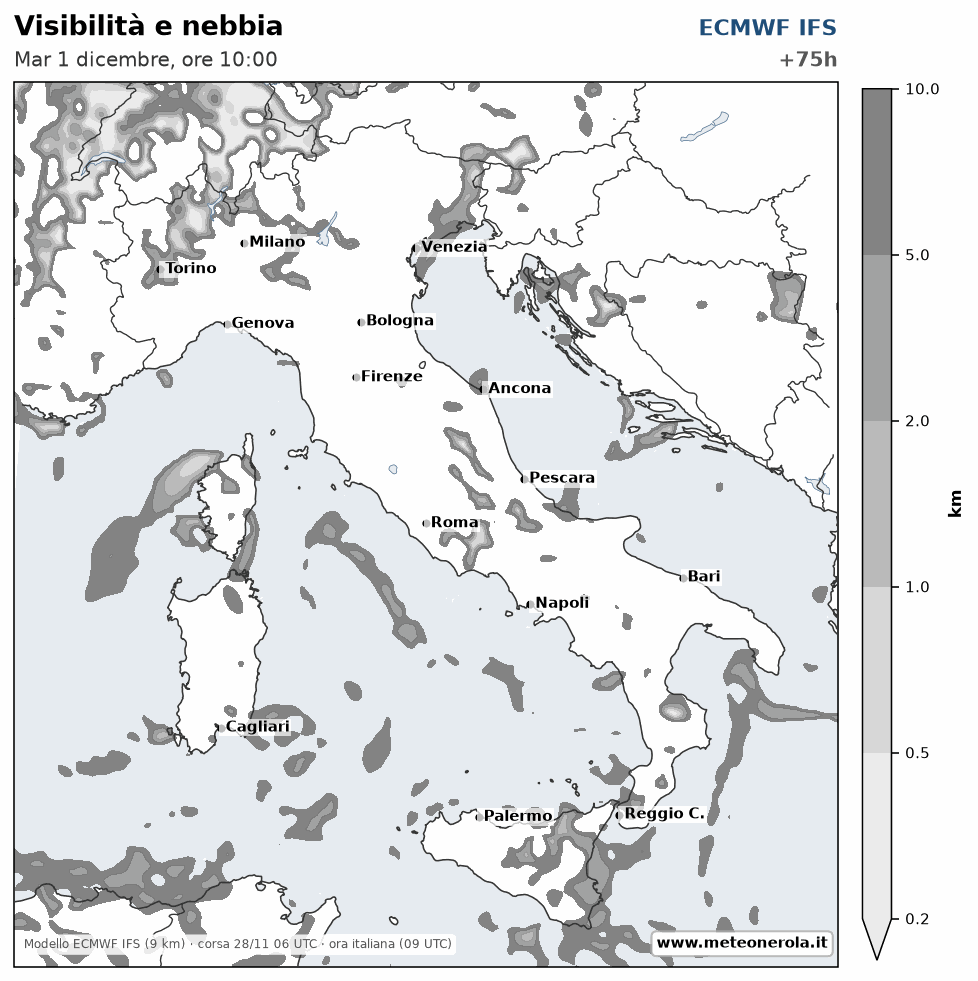 Visibilità e nebbia
ECMWF IFS
Mar 1 dicembre, ore 10:00
+75h
10.0
5.0
2.0
1.0
0.5
0.2
km
Milano
Venezia
Torino
Genova
Bologna
Firenze
Ancona
Pescara
Roma
Bari
Napoli
Cagliari
Palermo
Reggio C.
Modello ECMWF IFS (9 km) · corsa 28/11 06 UTC · ora italiana (09 UTC)
www.meteonerola.it